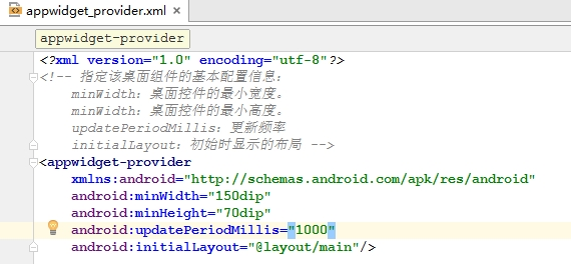 appwidget_provider.xml ×
appwidget-provider
<?xml version="1.0" encoding="utf-8"?>
<!-- 指定该桌面组件的基本配置信息：
minWidth：桌面控件的最小宽度。
minWidth：桌面控件的最小高度。
updatePeriodMillis：更新频率
initialLayout：初始时显示的布局 -->
<appwidget-provider
xmlns:android="http://schemas.android.com/apk/res/android"
android:minWidth="150dip"
android:minHeight="70dip"
android:updatePeriodMillis="1000"
android:initialLayout="@layout/main"/>